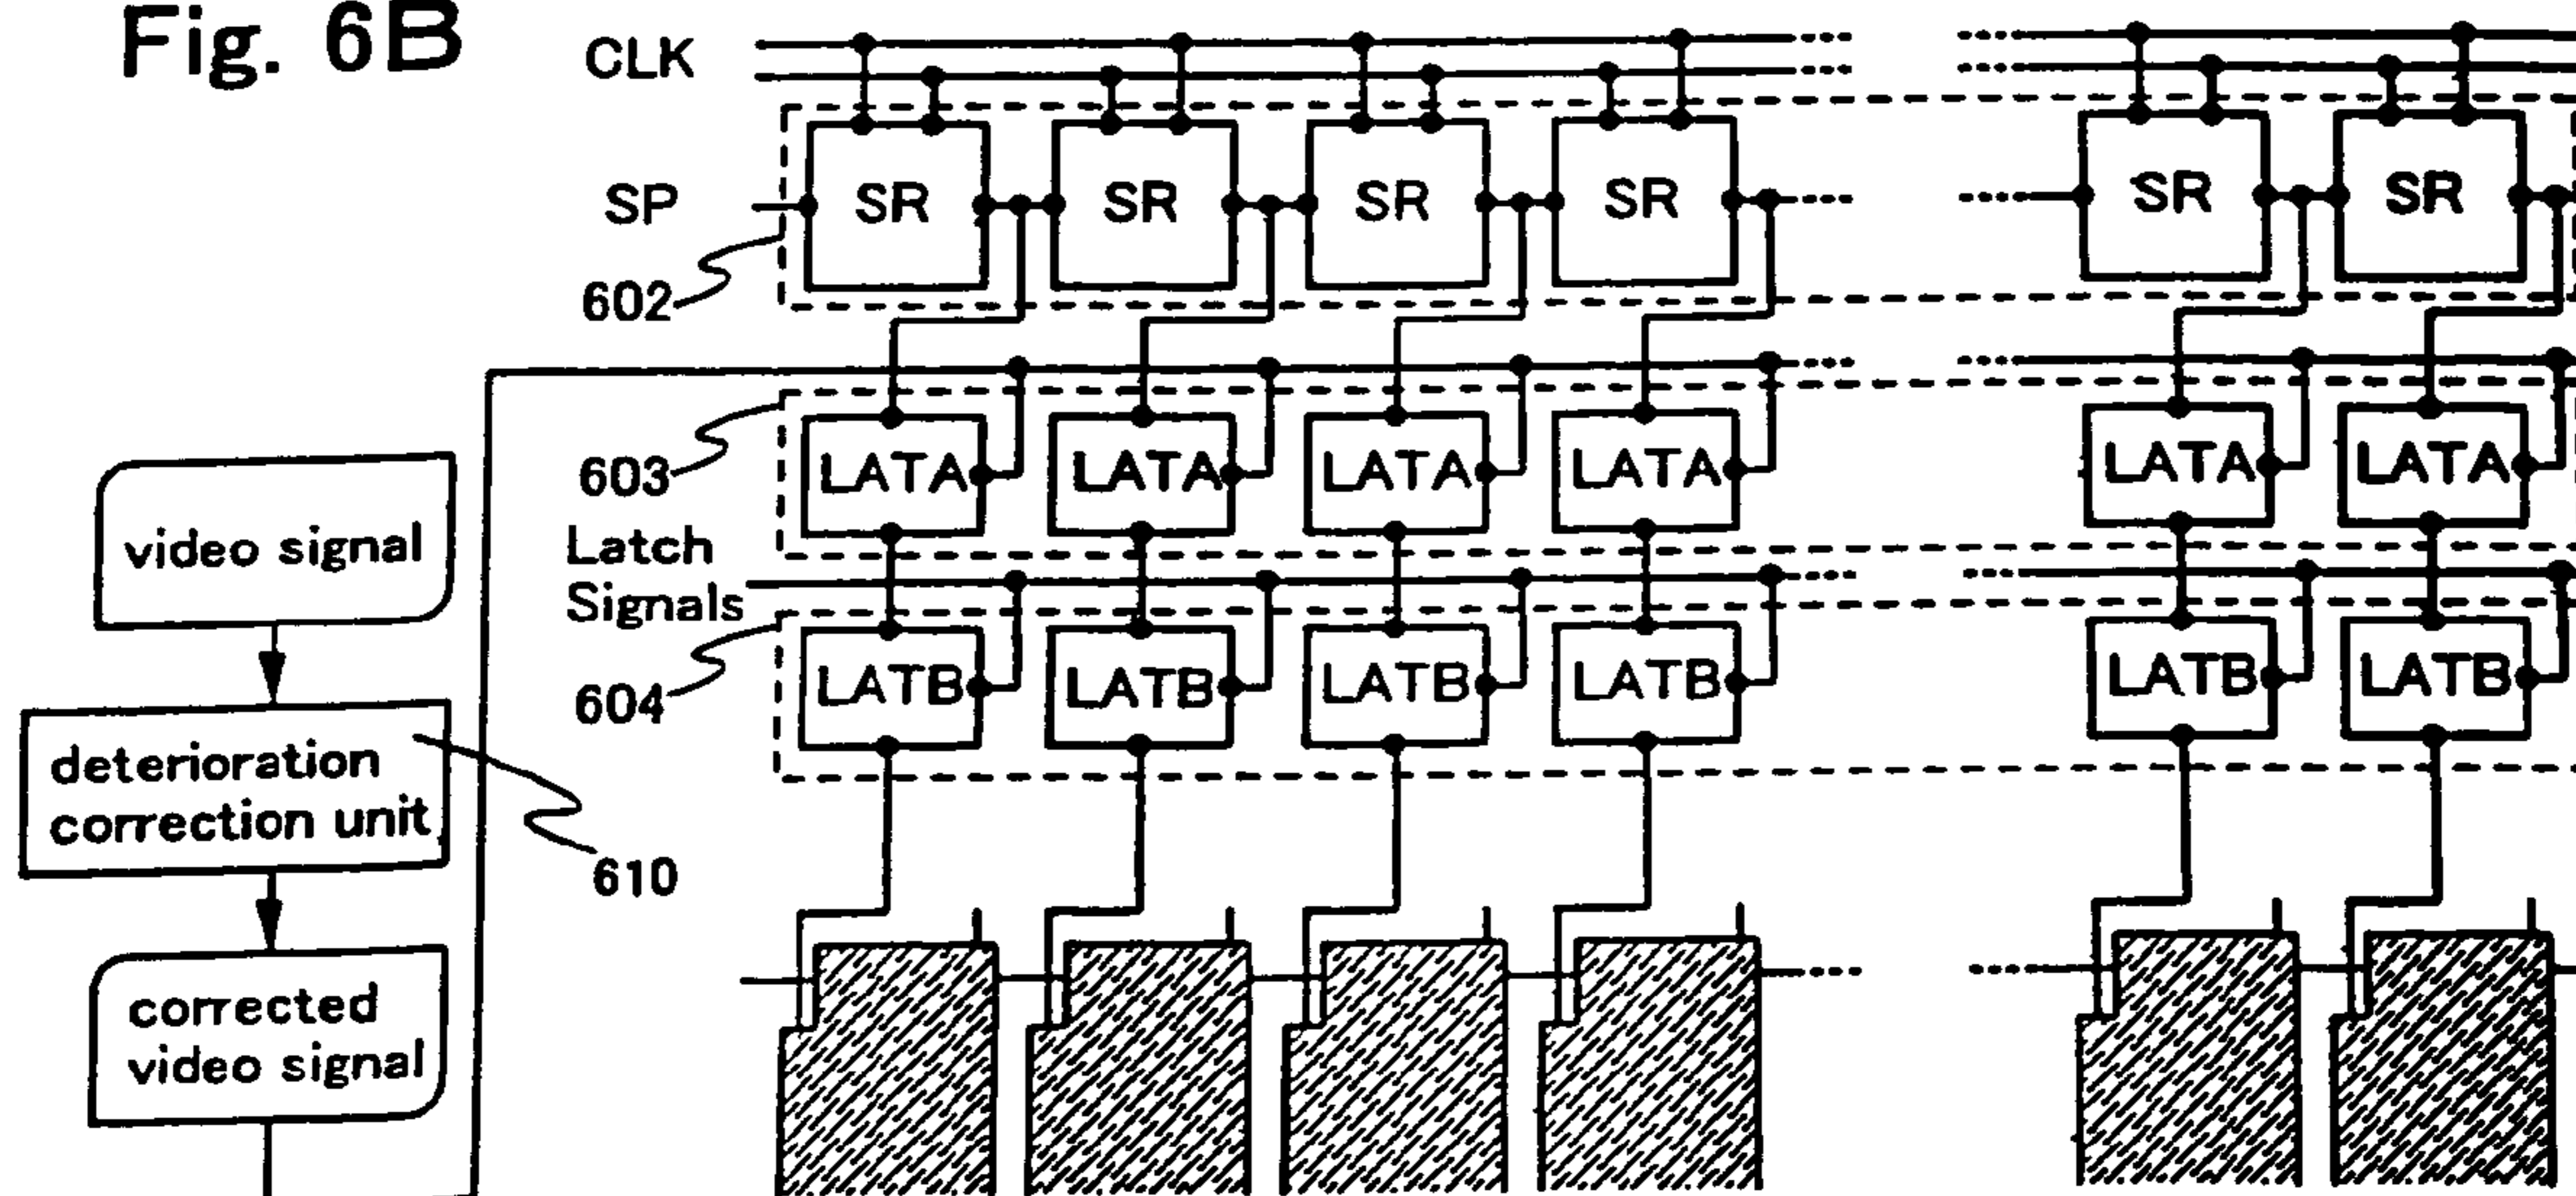 Fig. 6B
CLK
SP
SR SR SR SR SR SR
602
603
LATA LATA LATA LATA LATA LATA
Latch
Signals
604
LATB LATB LATB LATB LATB LATB
video signal
deterioration
correction unit
610
corrected
video signal